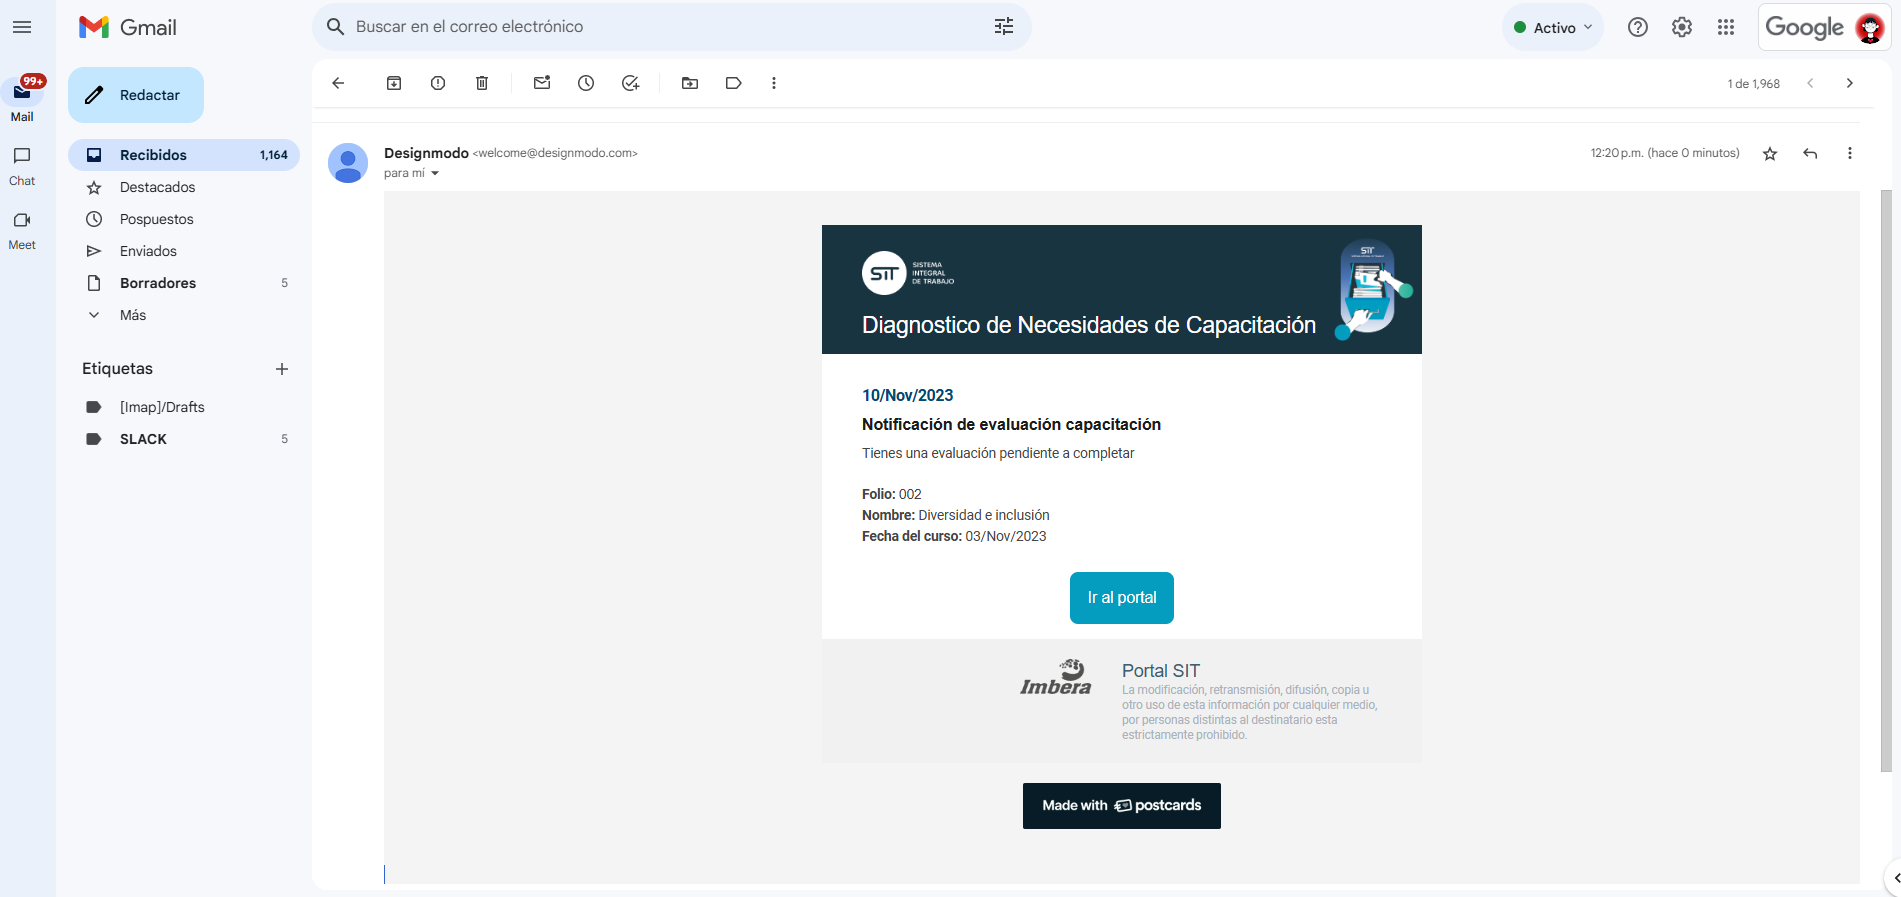 Gmail
Buscar en el correo electrónico
Activo
Google
99+
Mail
Chat
Meet
Redactar
Recibidos 1,164
Destacados
Pospuestos
Enviados
Borradores 5
Más
Etiquetas
[Imap]/Drafts
SLACK 5
1 de 1,968
Designmodo <welcome@designmodo.com>
12:20 p.m. (hace 0 minutos)
para mí
SIT
SISTEMA
INTEGRAL
DE TRABAJO
SIT
Diagnostico de Necesidades de Capacitación
10/Nov/2023
Notificación de evaluación capacitación
Tienes una evaluación pendiente a completar
Folio: 002
Nombre: Diversidad e inclusión
Fecha del curso: 03/Nov/2023
Ir al portal
Imbera
Portal SIT
La modificación, retransmisión, difusión, copia u
otro uso de esta información por cualquier medio,
por personas distintas al destinatario esta
estrictamente prohibido.
Made with postcards